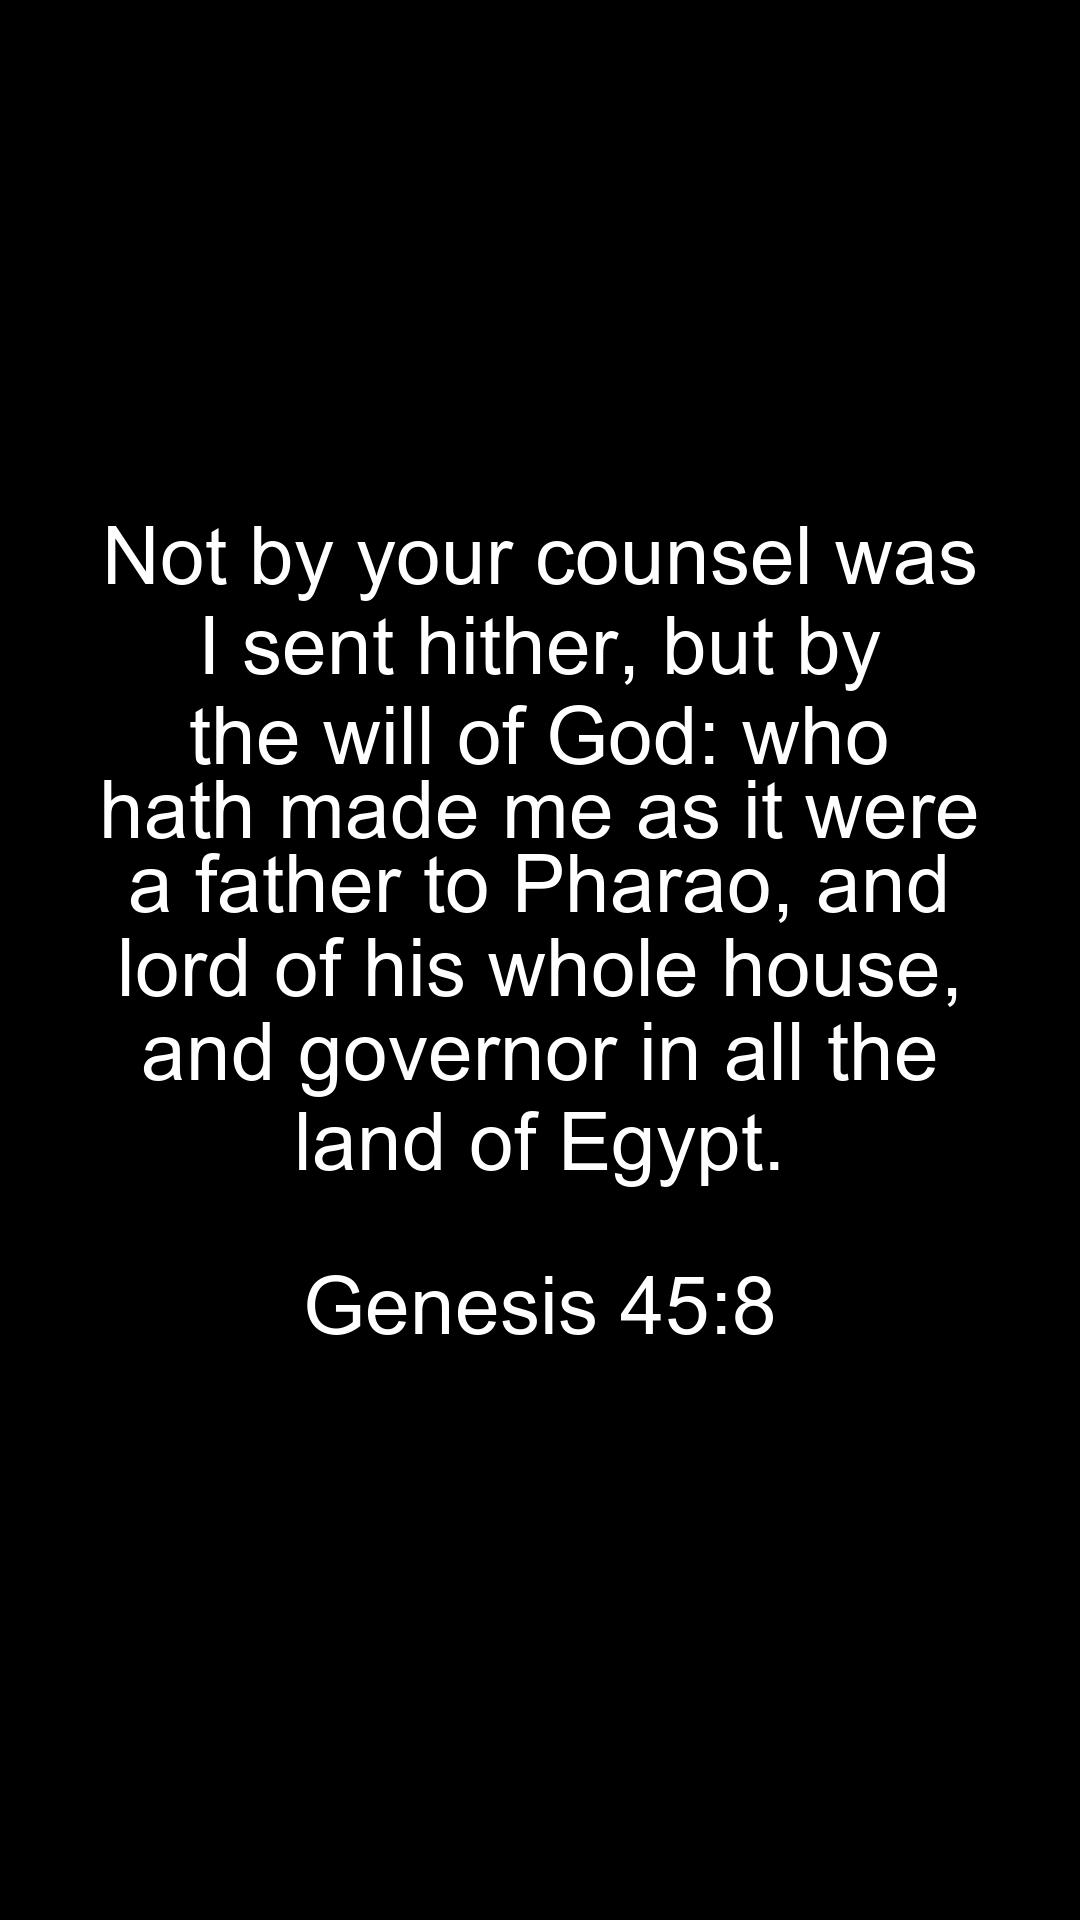 Not by your counsel was
I sent hither, but by
the will of God: who
hath made me as it were
a father to Pharao, and
lord of his whole house,
and governor in all the
land of Egypt.
Genesis 45:8